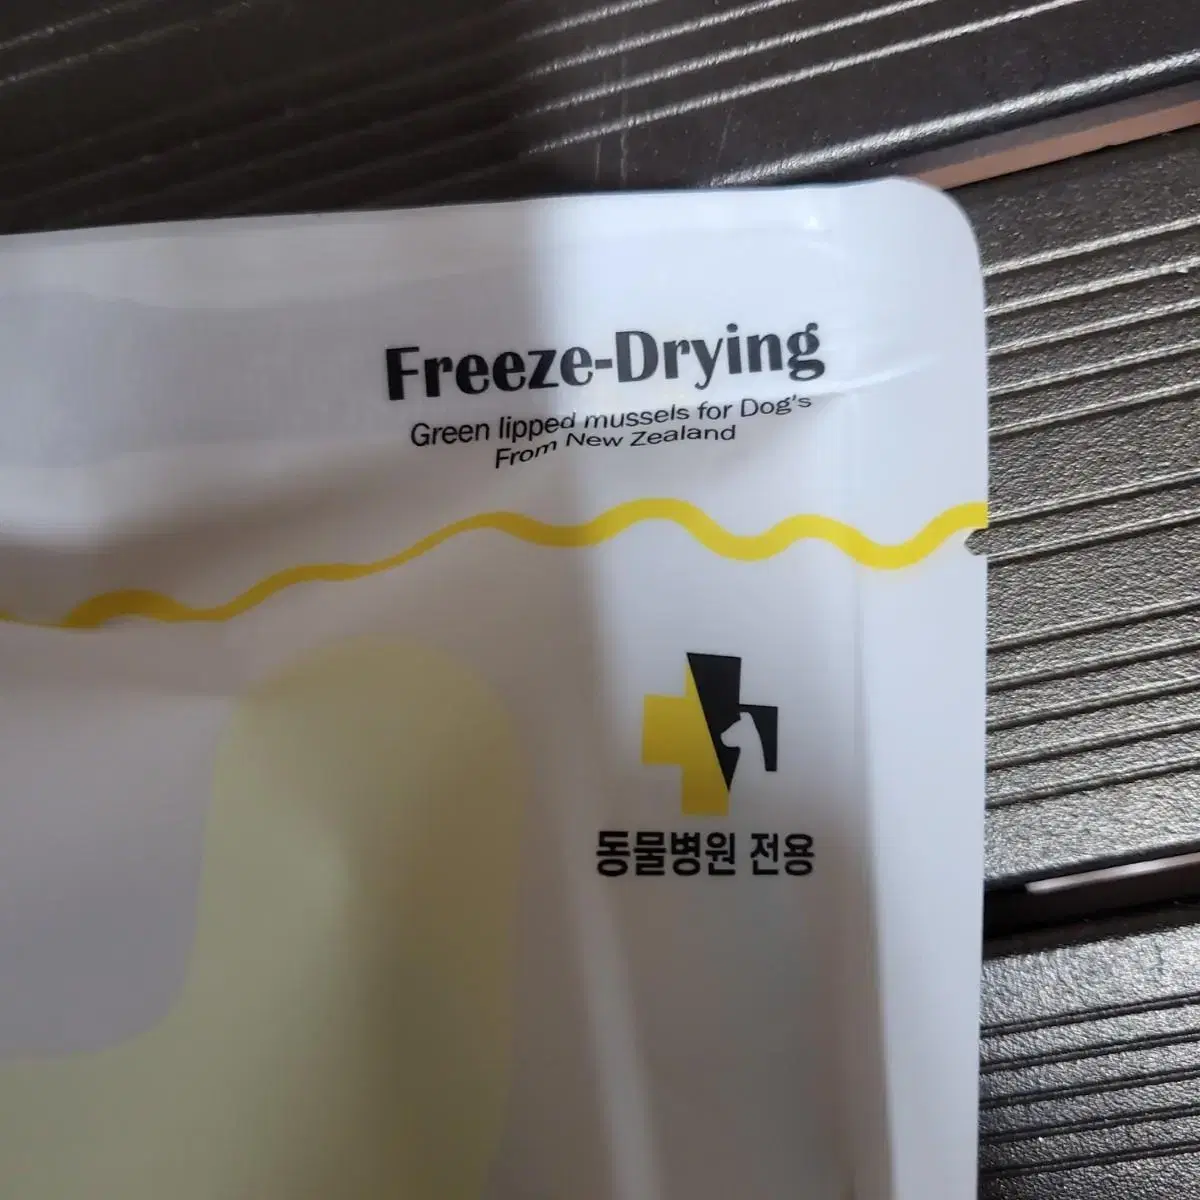 Freeze-Drying
Green lipped mussels for Dog's
From New Zealand
동물병원 전용